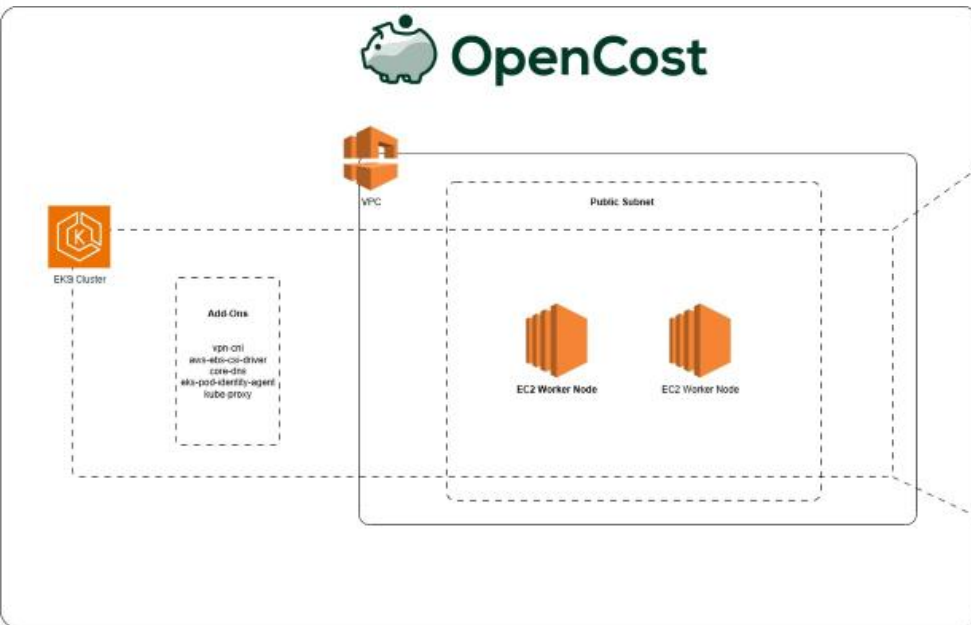 OpenCost
VPC
Public Subnet
EKS Cluster
Add-Ons
vpn-cni
aws-ebs-csi-driver
core-dns
eks-pod-identity-agent
kube-proxy
EC2 Worker Node
EC2 Worker Node